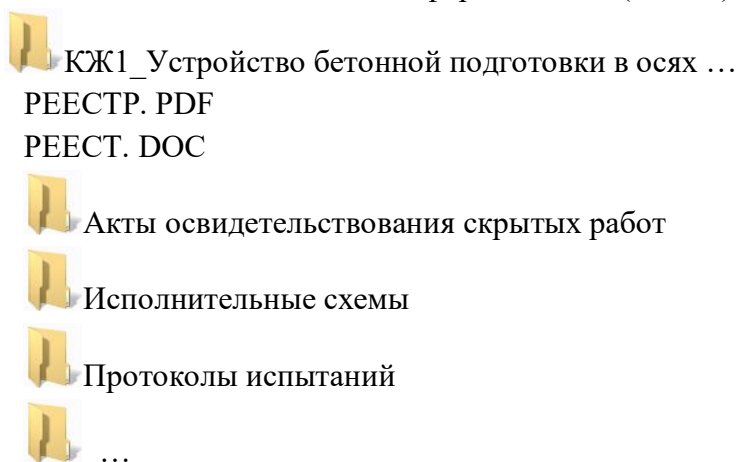 КЖ1_Устройство бетонной подготовки в осях …
РЕЕСТР. PDF
РЕЕСТ. DOC
Акты освидетельствования скрытых работ
Исполнительные схемы
Протоколы испытаний
…